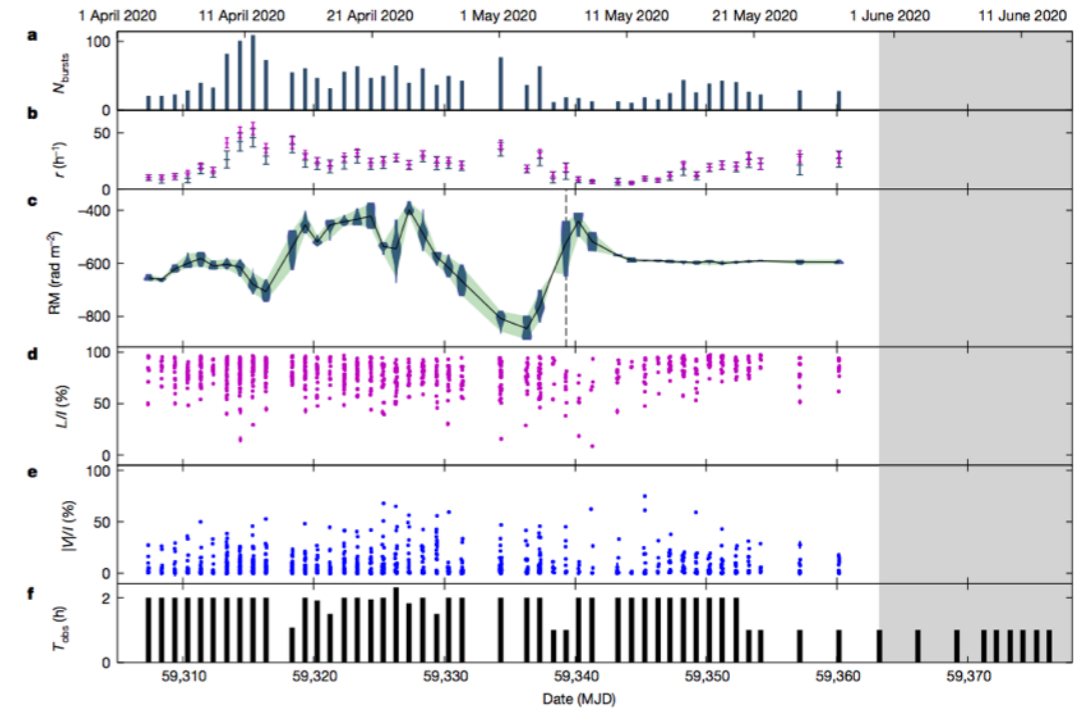 1 April 2020 11 April 2020 21 April 2020 1 May 2020 11 May 2020 21 May 2020 1 June 2020 11 June 2020
a
100
N bursts
0
b
50
r (h⁻¹)
0
c
−400
−600
RM (rad m⁻²)
−800
d
100
L/I (%)
50
0
e
100
|V|/I (%)
50
0
f
2
T obs (h)
0
59,310 59,320 59,330 59,340 59,350 59,360 59,370
Date (MJD)